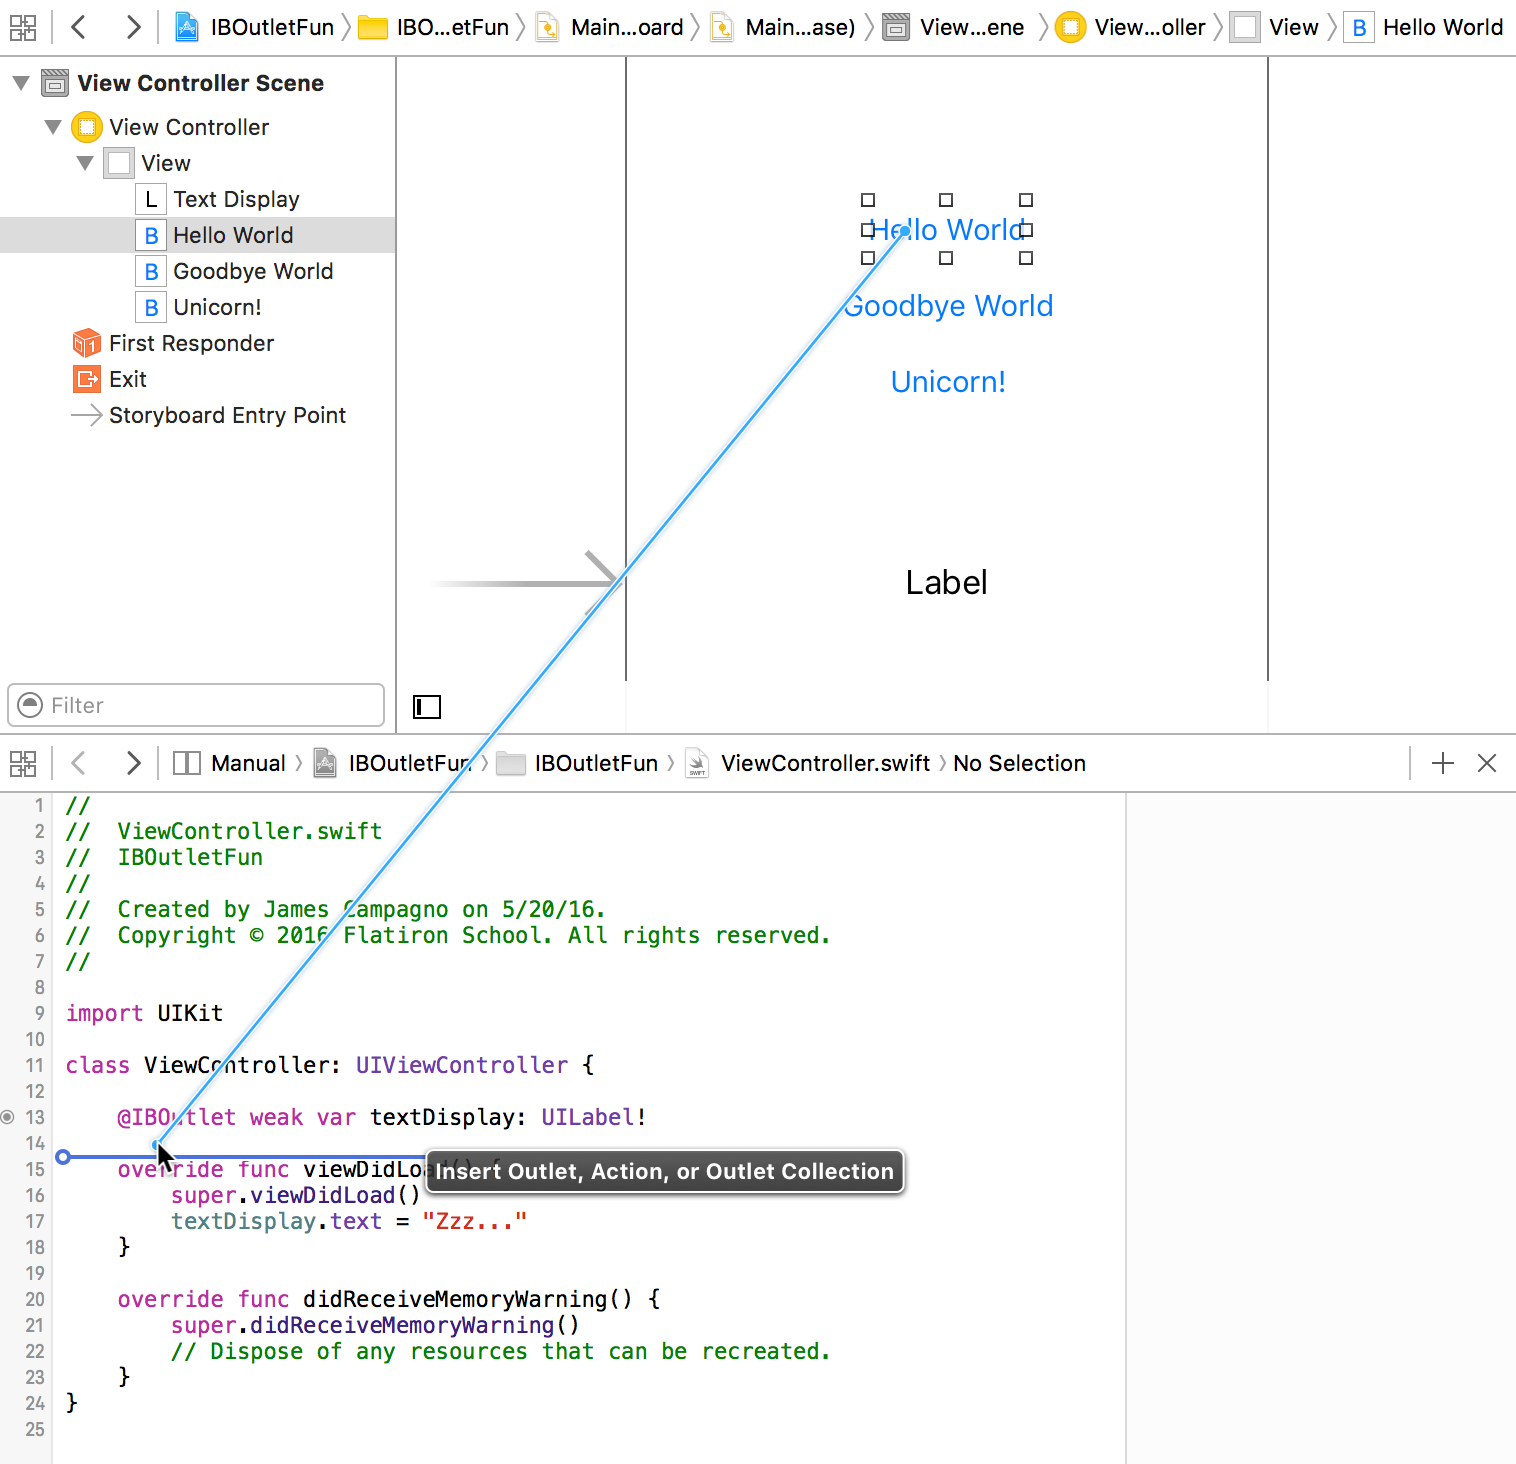 IBOutletFun IBO...etFun Main...oard Main...ase) View...ene View...oller View B Hello World
View Controller Scene
View Controller
View
L Text Display
B Hello World
B Goodbye World
B Unicorn!
1 First Responder
Exit
Storyboard Entry Point
Filter
Hello World
Goodbye World
Unicorn!
Label
Manual IBOutletFun IBOutletFun SWIFT ViewController.swift No Selection
1 //
2 //  ViewController.swift
3 //  IBOutletFun
4 //
5 //  Created by James Campagno on 5/20/16.
6 //  Copyright © 2016 Flatiron School. All rights reserved.
7 //
8
9 import UIKit
10
11 class ViewController: UIViewController {
12
13     @IBOutlet weak var textDisplay: UILabel!
14
15     override func viewDidLoad() {
Insert Outlet, Action, or Outlet Collection
16         super.viewDidLoad()
17         textDisplay.text = "Zzz..."
18     }
19
20     override func didReceiveMemoryWarning() {
21         super.didReceiveMemoryWarning()
22         // Dispose of any resources that can be recreated.
23     }
24 }
25